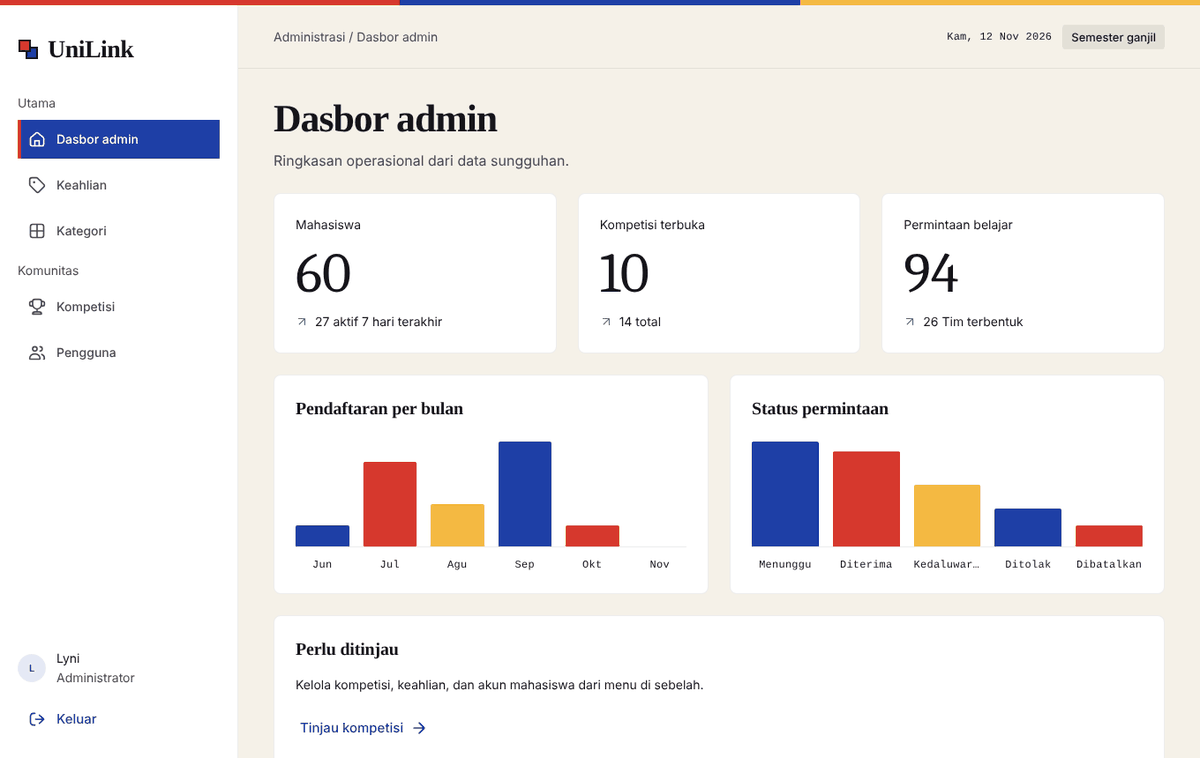 UniLink
Utama
Dasbor admin
Keahlian
Kategori
Komunitas
Kompetisi
Pengguna
L
Lyni
Administrator
Keluar
Administrasi / Dasbor admin
Kam, 12 Nov 2026
Semester ganjil
Dasbor admin
Ringkasan operasional dari data sungguhan.
Mahasiswa
60
27 aktif 7 hari terakhir
Kompetisi terbuka
10
14 total
Permintaan belajar
94
26 Tim terbentuk
Pendaftaran per bulan
Jun Jul Agu Sep Okt Nov
Status permintaan
Menunggu Diterima Kedaluwar… Ditolak Dibatalkan
Perlu ditinjau
Kelola kompetisi, keahlian, dan akun mahasiswa dari menu di sebelah.
Tinjau kompetisi